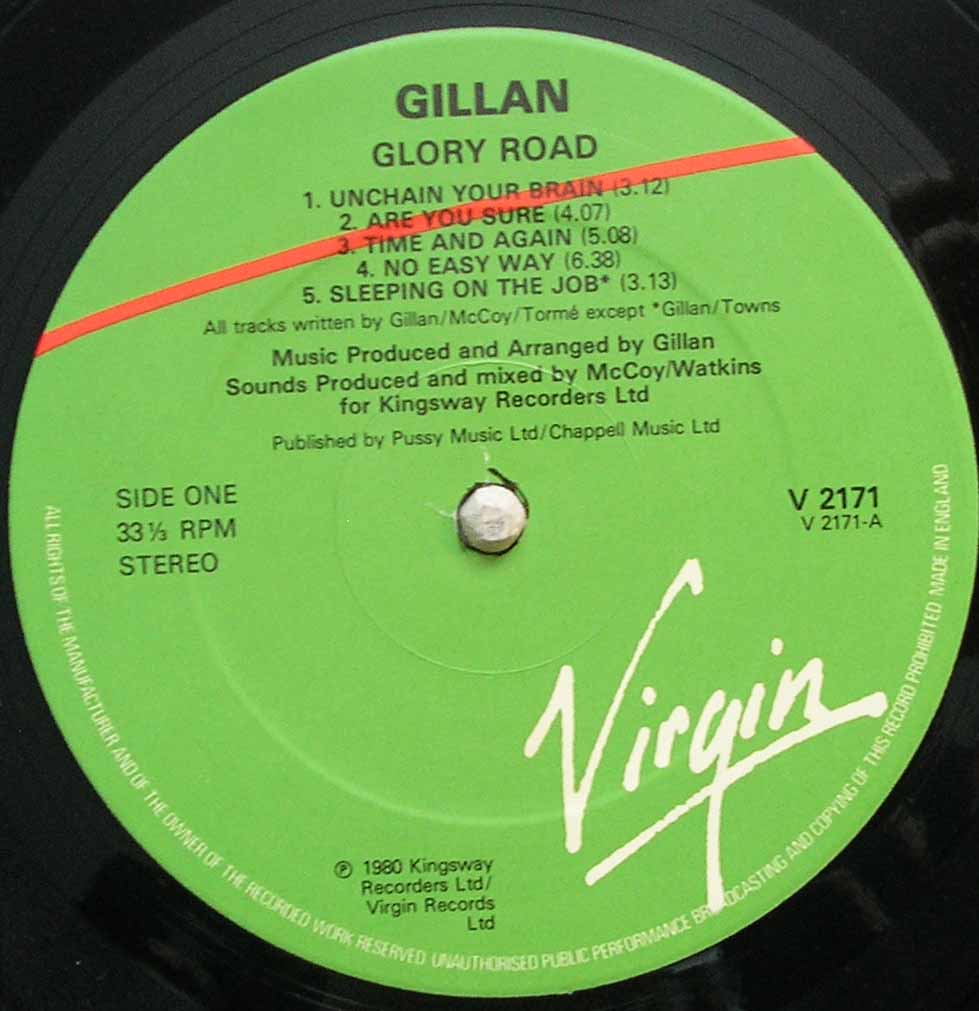 GILLAN
GLORY ROAD
1. UNCHAIN YOUR BRAIN (3.12)
2. ARE YOU SURE (4.07)
3. TIME AND AGAIN (5.08)
4. NO EASY WAY (6.38)
5. SLEEPING ON THE JOB* (3.13)
All tracks written by Gillan/McCoy/Tormé except *Gillan/Towns
Music Produced and Arranged by Gillan
Sounds Produced and mixed by McCoy/Watkins
for Kingsway Recorders Ltd
Published by Pussy Music Ltd/Chappell Music Ltd
SIDE ONE
33⅓ RPM
STEREO
V 2171
V 2171-A
Virgin
℗ 1980 Kingsway
Recorders Ltd/
Virgin Records
Ltd
ALL RIGHTS OF THE MANUFACTURER AND OF THE OWNER OF THE RECORDED WORK RESERVED UNAUTHORISED PUBLIC PERFORMANCE BROADCASTING AND COPYING OF THIS RECORD PROHIBITED MADE IN ENGLAND